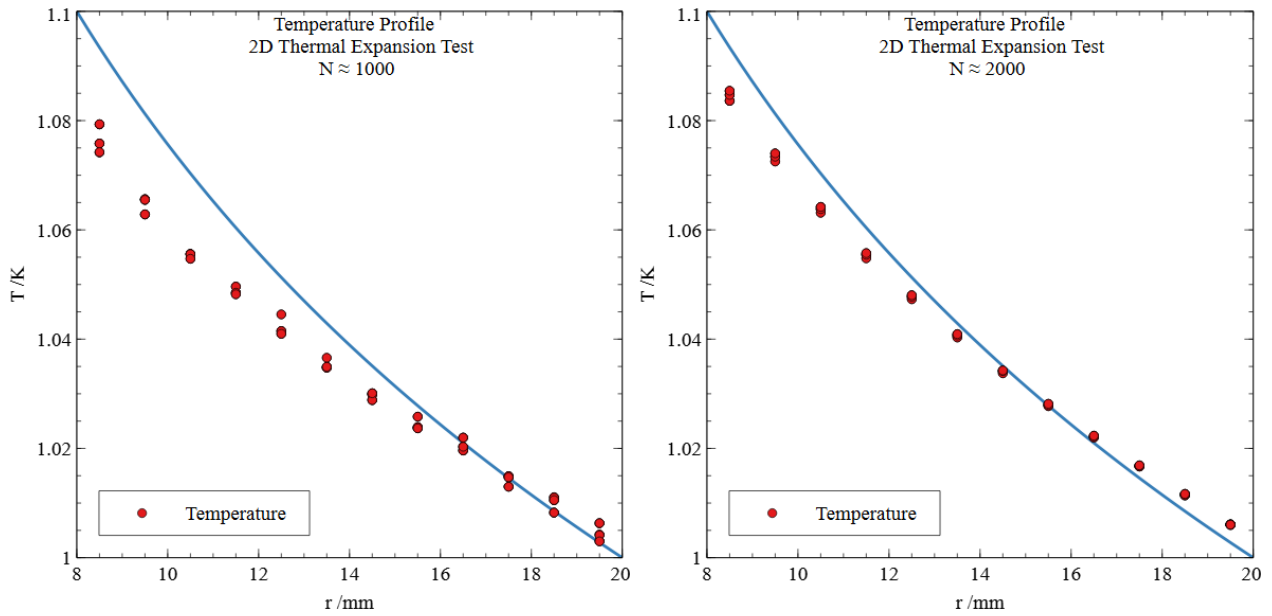 Temperature Profile
2D Thermal Expansion Test
N ≈ 1000
1.1
1.08
1.06
1.04
1.02
1
T /K
Temperature
8 10 12 14 16 18 20
r /mm
Temperature Profile
2D Thermal Expansion Test
N ≈ 2000
1.1
1.08
1.06
1.04
1.02
1
T /K
Temperature
8 10 12 14 16 18 20
r /mm